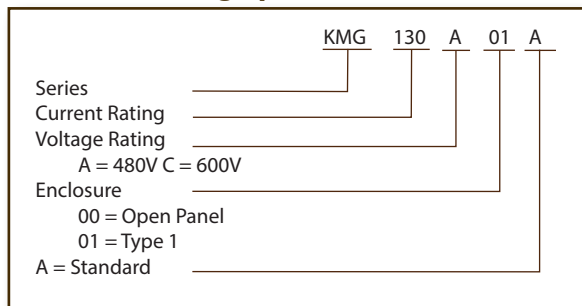 KMG 130 A 01 A
Series
Current Rating
Voltage Rating
A = 480V C = 600V
Enclosure
00 = Open Panel
01 = Type 1
A = Standard